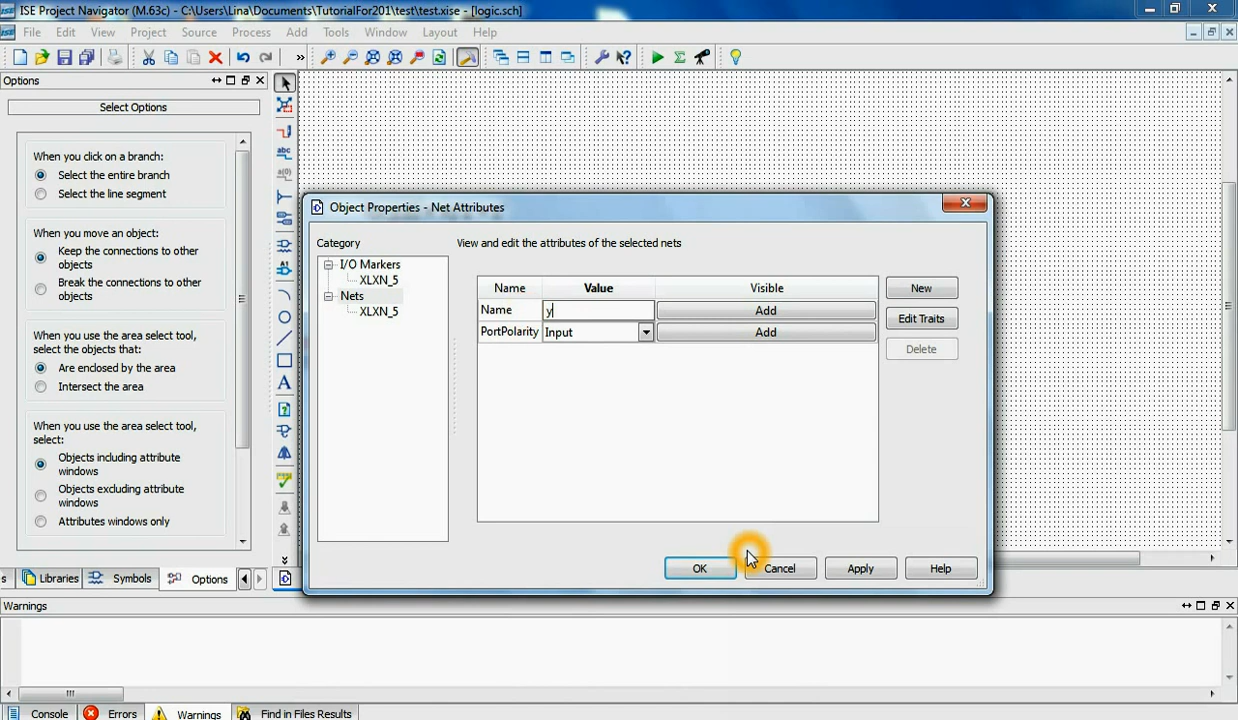 ISE Project Navigator (M.63c) - C:\Users\Lina\Documents\TutorialFor201\test\test.xise - [logic.sch]
File Edit View Project Source Process Add Tools Window Layout Help
»
Options
Select Options
When you click on a branch:
Select the entire branch
Select the line segment
When you move an object:
Keep the connections to other
objects
Break the connections to other
objects
When you use the area select tool,
select the objects that:
Are enclosed by the area
Intersect the area
When you use the area select tool,
select:
Objects including attribute
windows
Objects excluding attribute
windows
Attributes windows only
s Libraries Symbols Options
Object Properties - Net Attributes
Category
View and edit the attributes of the selected nets
I/O Markers
XLXN_5
Nets
XLXN_5
Name Value Visible
Name y Add
PortPolarity Input Add
New
Edit Traits
Delete
OK Cancel Apply Help
Warnings
Console Errors Warnings Find in Files Results